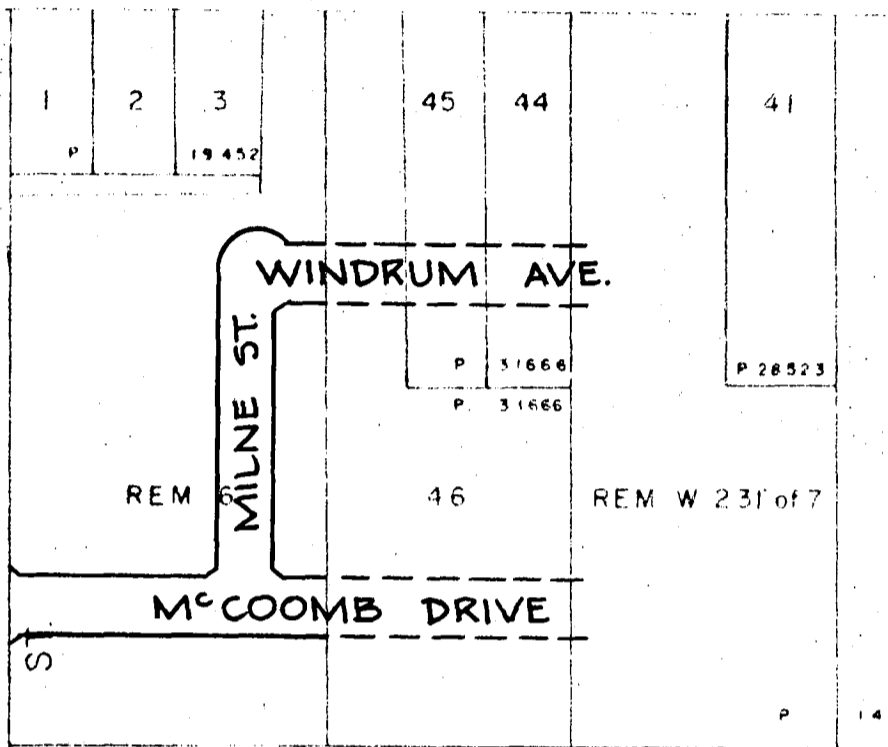 1 2 3 45 44 41
P 19452
WINDRUM AVE.
MILNE ST.
P 31666 P 28523
P. 31666
REM 6 46 REM W 231' of 7
McCOOMB DRIVE
ST
P 14